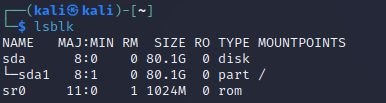 ┌──(kali㉿kali)-[~]
└─$ lsblk
NAME   MAJ:MIN RM  SIZE RO TYPE MOUNTPOINTS
sda      8:0    0 80.1G  0 disk
└─sda1   8:1    0 80.1G  0 part /
sr0     11:0    1 1024M  0 rom